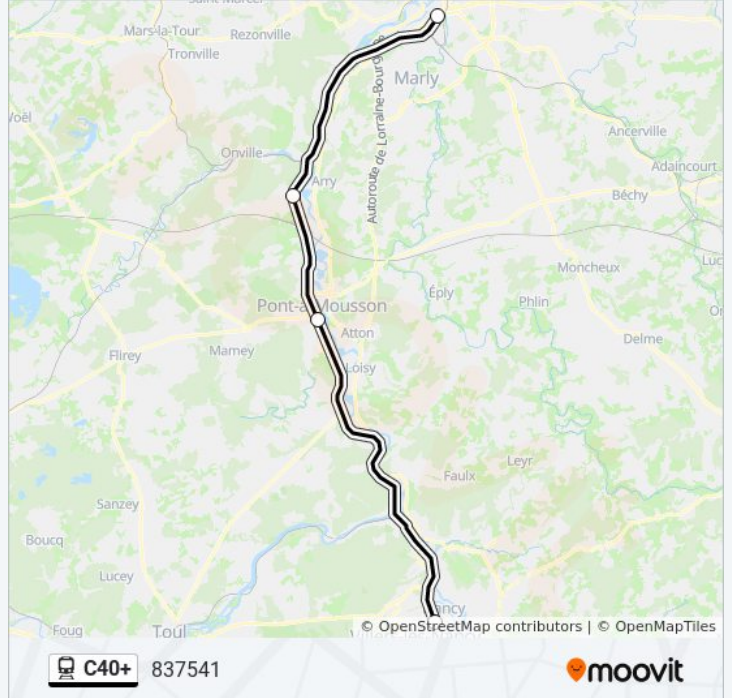 Mars-la-Tour
Rezonville
Tronville
Marly
Autoroute de Lorraine-Bourgogne
Ancerville
Onville
Adaincourt
Arry
Béchy
Moncheux
Éply
Phlin
Pont-à-Mousson
Atton
Delme
Flirey
Mamey
Loisy
Leyr
Faulx
Sanzey
Boucq
Lucey
ancy
© OpenStreetMap contributors | © OpenMapTiles
Foug
Toul
C40+
837541
moovit